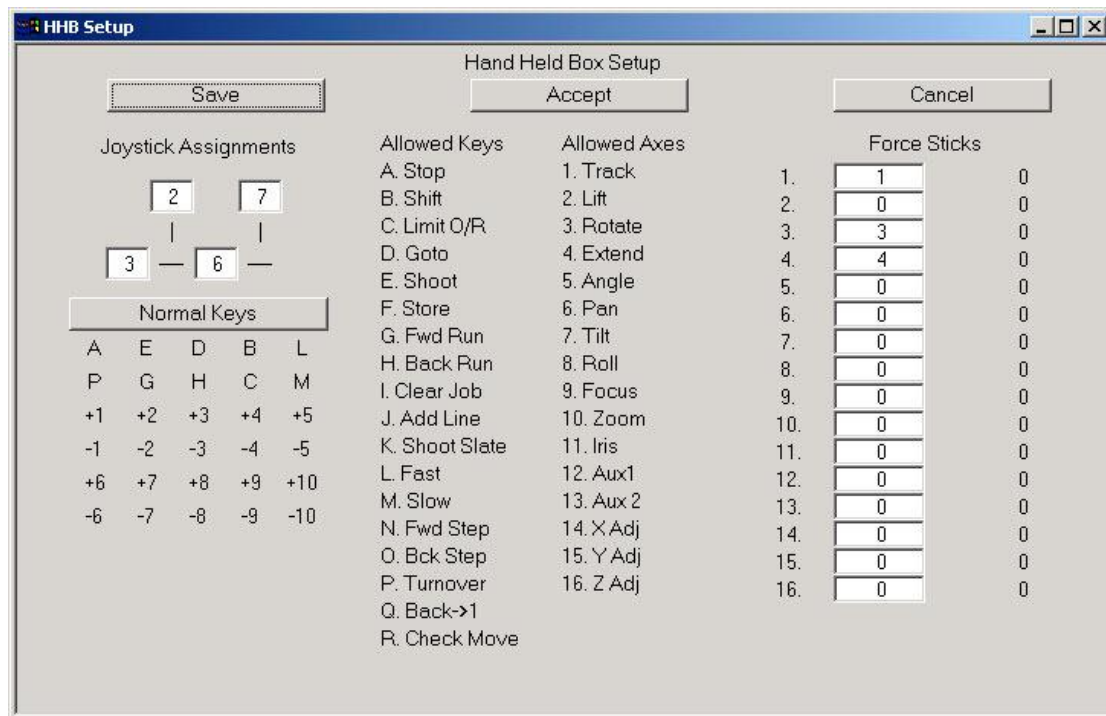 HHB Setup
Hand Held Box Setup
Save Accept Cancel
Joystick Assignments
2 7
| |
3 — 6 —
Normal Keys
A E D B L
P G H C M
+1 +2 +3 +4 +5
-1 -2 -3 -4 -5
+6 +7 +8 +9 +10
-6 -7 -8 -9 -10
Allowed Keys
A. Stop
B. Shift
C. Limit O/R
D. Goto
E. Shoot
F. Store
G. Fwd Run
H. Back Run
I. Clear Job
J. Add Line
K. Shoot Slate
L. Fast
M. Slow
N. Fwd Step
O. Bck Step
P. Turnover
Q. Back->1
R. Check Move
Allowed Axes
1. Track
2. Lift
3. Rotate
4. Extend
5. Angle
6. Pan
7. Tilt
8. Roll
9. Focus
10. Zoom
11. Iris
12. Aux1
13. Aux 2
14. X Adj
15. Y Adj
16. Z Adj
Force Sticks
1. 1 0
2. 0 0
3. 3 0
4. 4 0
5. 0 0
6. 0 0
7. 0 0
8. 0 0
9. 0 0
10. 0 0
11. 0 0
12. 0 0
13. 0 0
14. 0 0
15. 0 0
16. 0 0